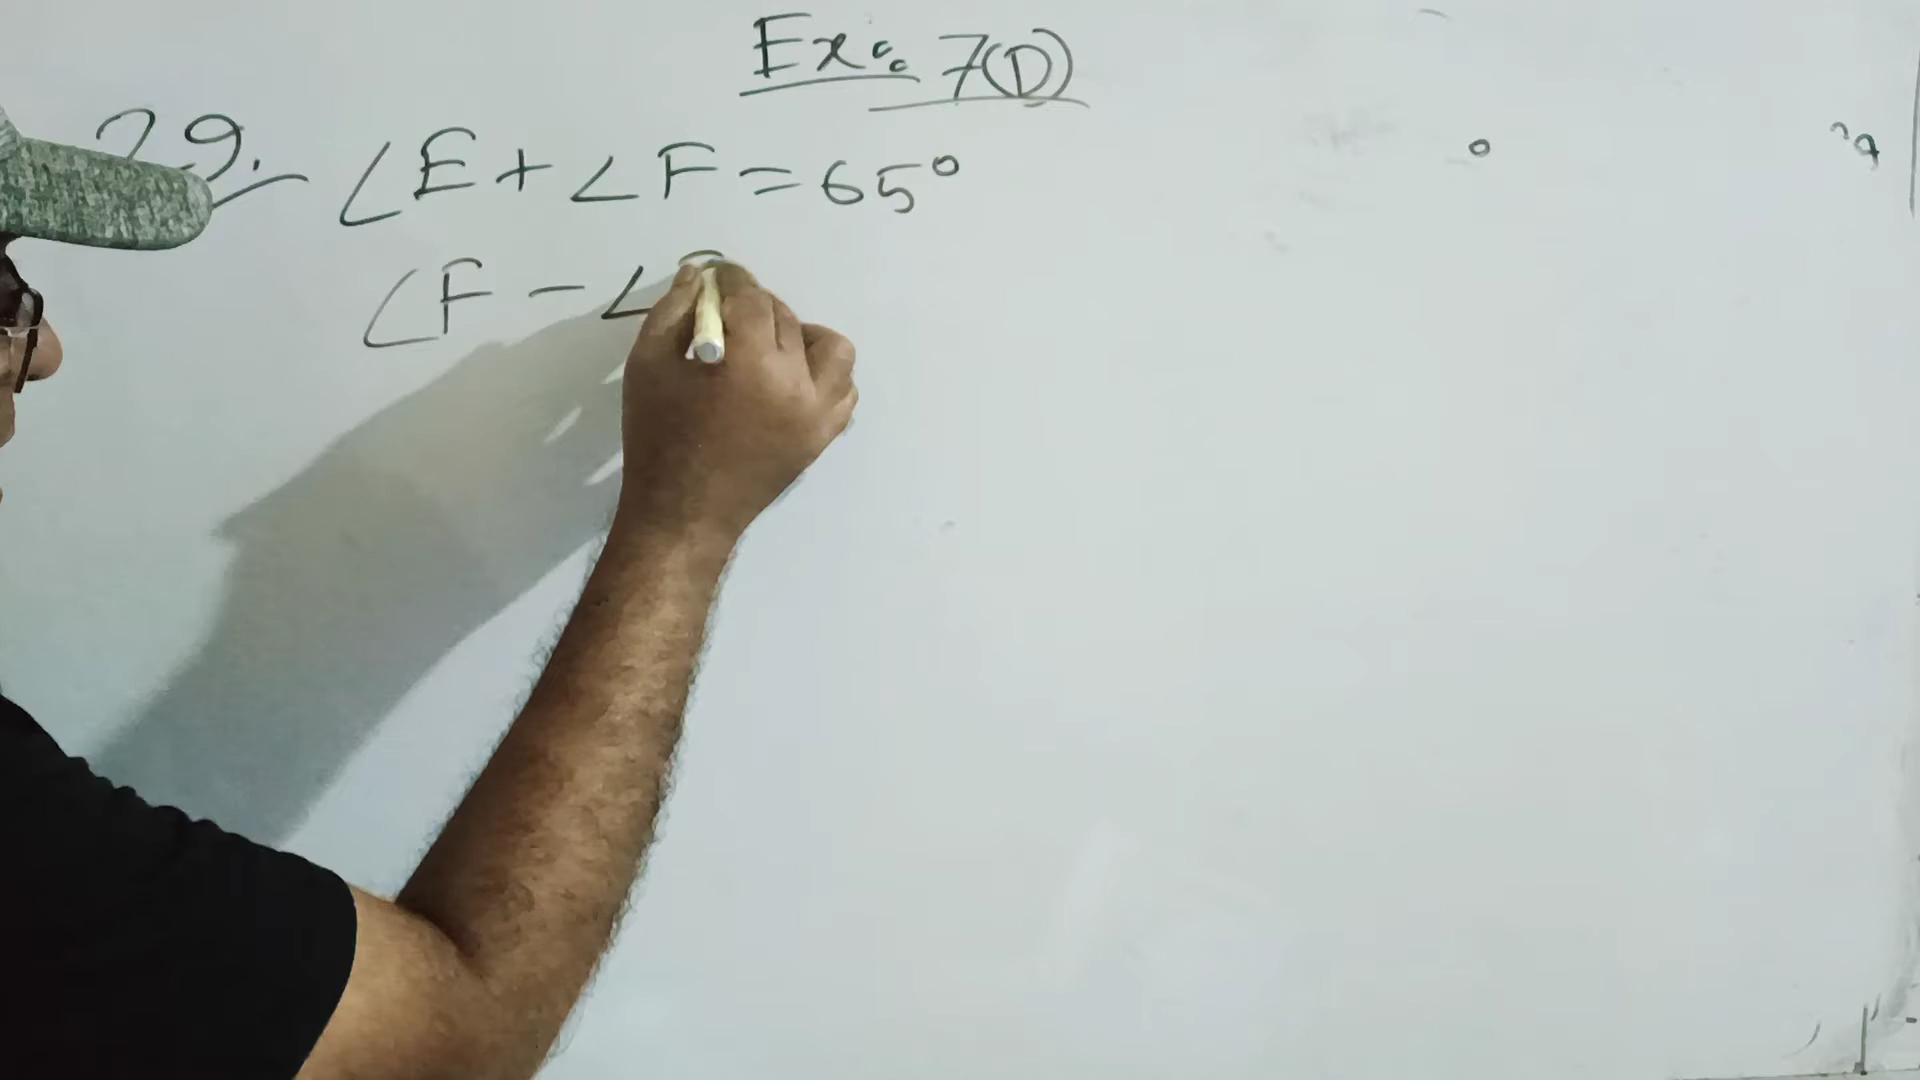 Ex: 7(D)
29. ∠E + ∠F = 65°
∠F - ∠